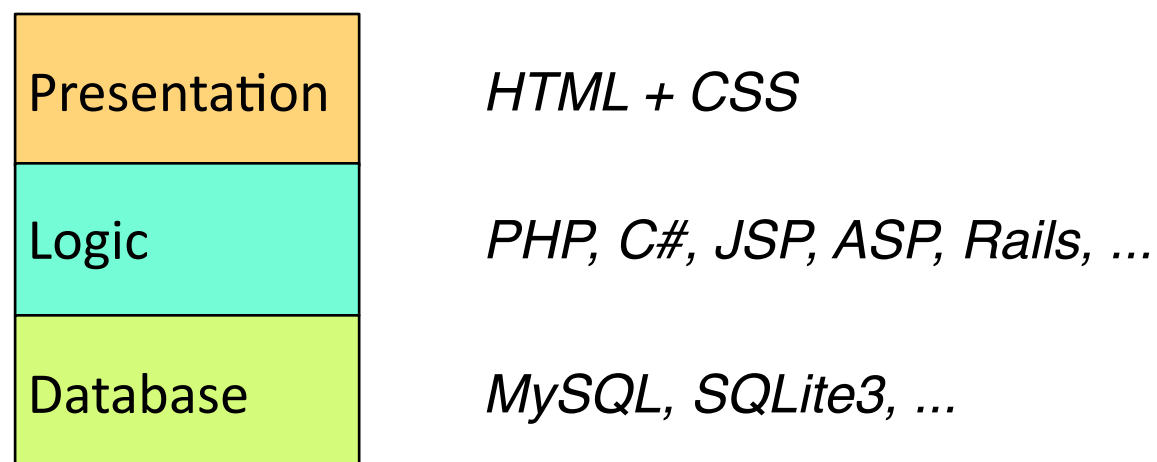 Presentation HTML + CSS
Logic PHP, C#, JSP, ASP, Rails, ...
Database MySQL, SQLite3, ...